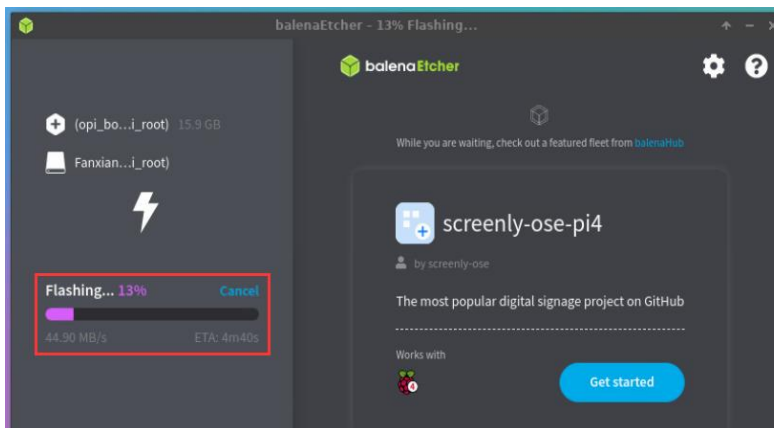 balenaEtcher - 13% Flashing...
balenaEtcher
(opi_bo...i_root) 15.9 GB
Fanxian...i_root)
While you are waiting, check out a featured fleet from balenaHub
screenly-ose-pi4
by screenly-ose
Flashing... 13% Cancel
44.90 MB/s ETA: 4m40s
The most popular digital signage project on GitHub
Works with
4
Get started